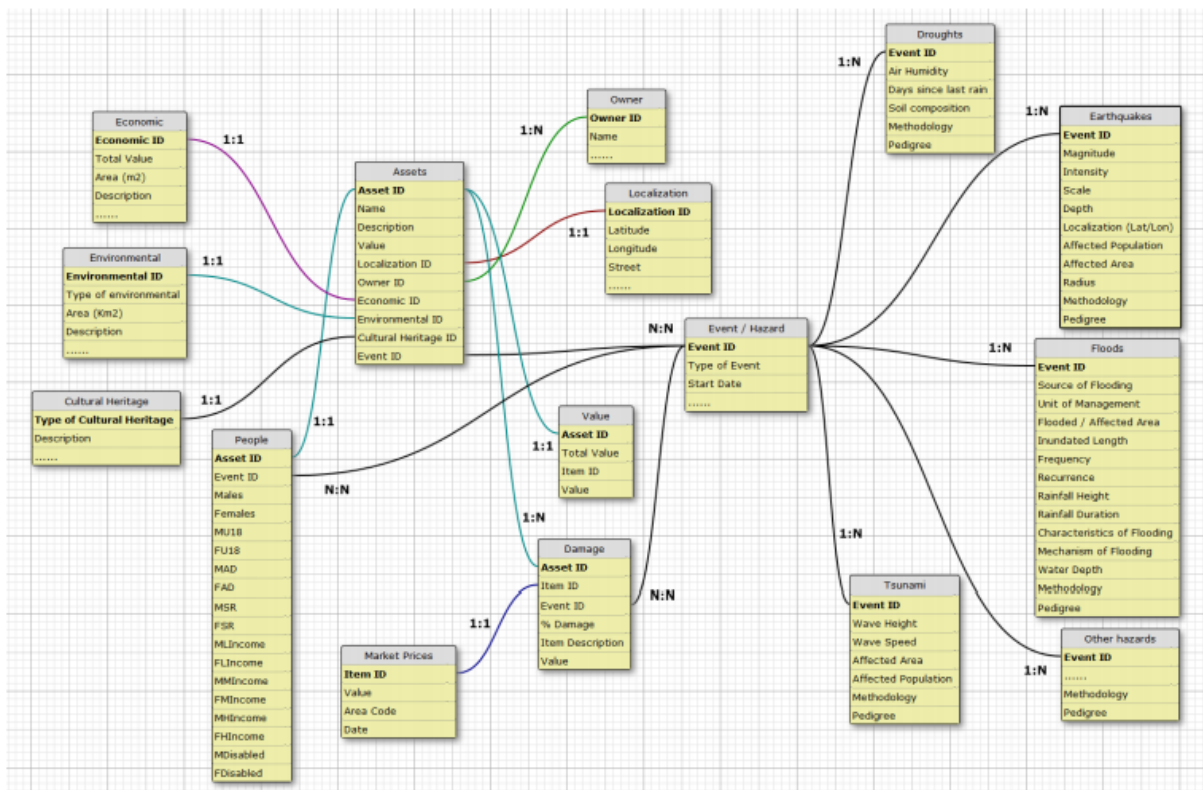 Droughts
Event ID
Air Humidity
Days since last rain
Soil composition
Methodology
Pedigree
1:N
Earthquakes
Event ID
Magnitude
Intensity
Scale
Depth
Localization (Lat/Lon)
Affected Population
Affected Area
Radius
Methodology
Pedigree
1:N
Economic
Economic ID
Total Value
Area (m2)
Description
......
1:1
Owner
Owner ID
Name
......
1:N
Assets
Asset ID
Name
Description
Value
Localization ID
Owner ID
Economic ID
Environmental ID
Cultural Heritage ID
Event ID
Localization
Localization ID
Latitude
Longitude
Street
......
1:1
Environmental
Environmental ID
Type of environmental
Area (Km2)
Description
......
1:1
N:N
Event / Hazard
Event ID
Type of Event
Start Date
......
1:N
Floods
Event ID
Source of Flooding
Unit of Management
Flooded / Affected Area
Inundated Length
Frequency
Recurrence
Rainfall Height
Rainfall Duration
Characteristics of Flooding
Mechanism of Flooding
Water Depth
Methodology
Pedigree
Cultural Heritage
Type of Cultural Heritage
Description
......
1:1
1:1
People
Asset ID
Event ID
Males
Females
MU18
FU18
MAD
FAD
MSR
FSR
MLIncome
FLIncome
MMIncome
FMIncome
MHIncome
FHIncome
MDisabled
FDisabled
N:N
Value
Asset ID
Total Value
Item ID
Value
1:1
1:N
Damage
Asset ID
Item ID
Event ID
% Damage
Item Description
Value
N:N
1:1
Market Prices
Item ID
Value
Area Code
Date
1:N
Tsunami
Event ID
Wave Height
Wave Speed
Affected Area
Affected Population
Methodology
Pedigree
Other hazards
Event ID
......
Methodology
Pedigree
1:N